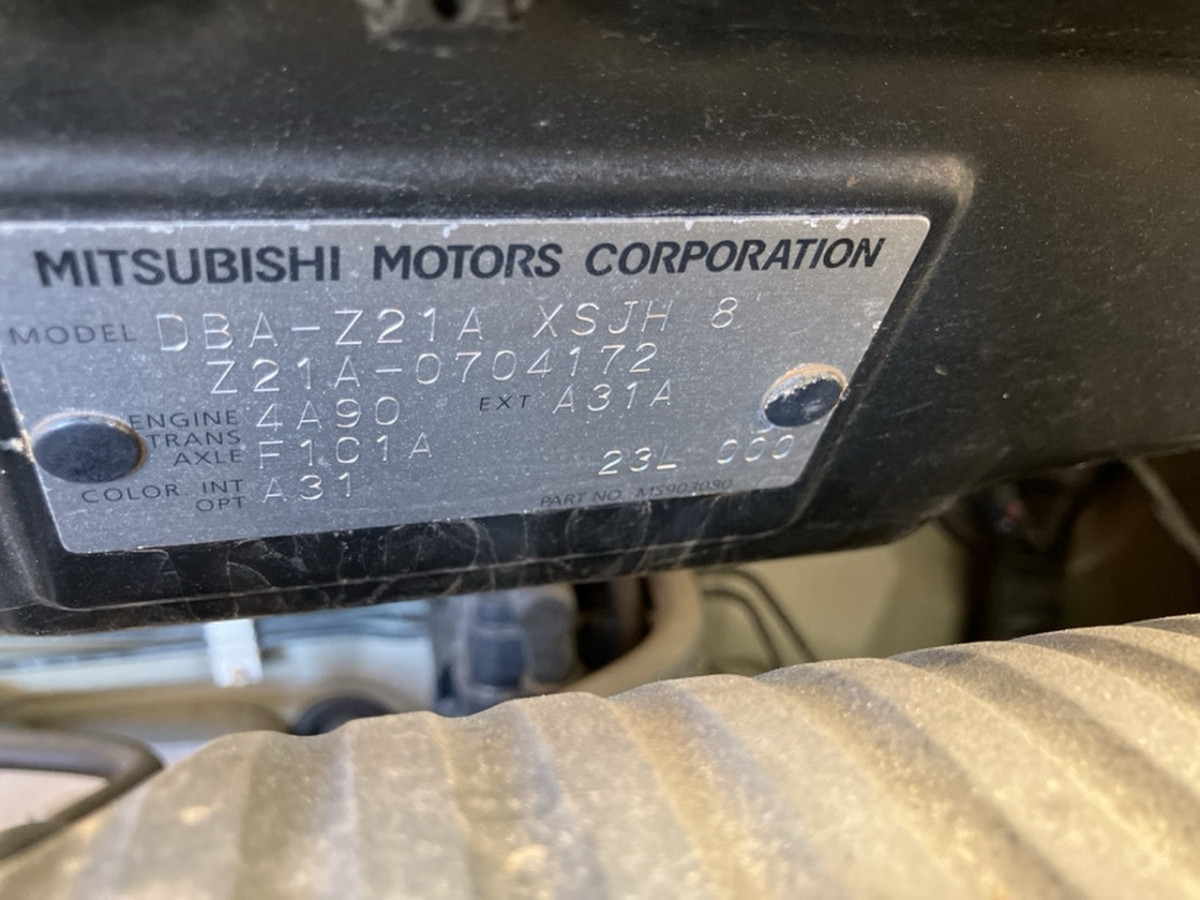 MITSUBISHI MOTORS CORPORATION
MODEL DBA-Z21A XSJH 8
Z21A-0704172
ENGINE 4A90 EXT A31A
TRANS AXLE F1C1A
23L 000
COLOR INT OPT A31
PART NO. MS903090